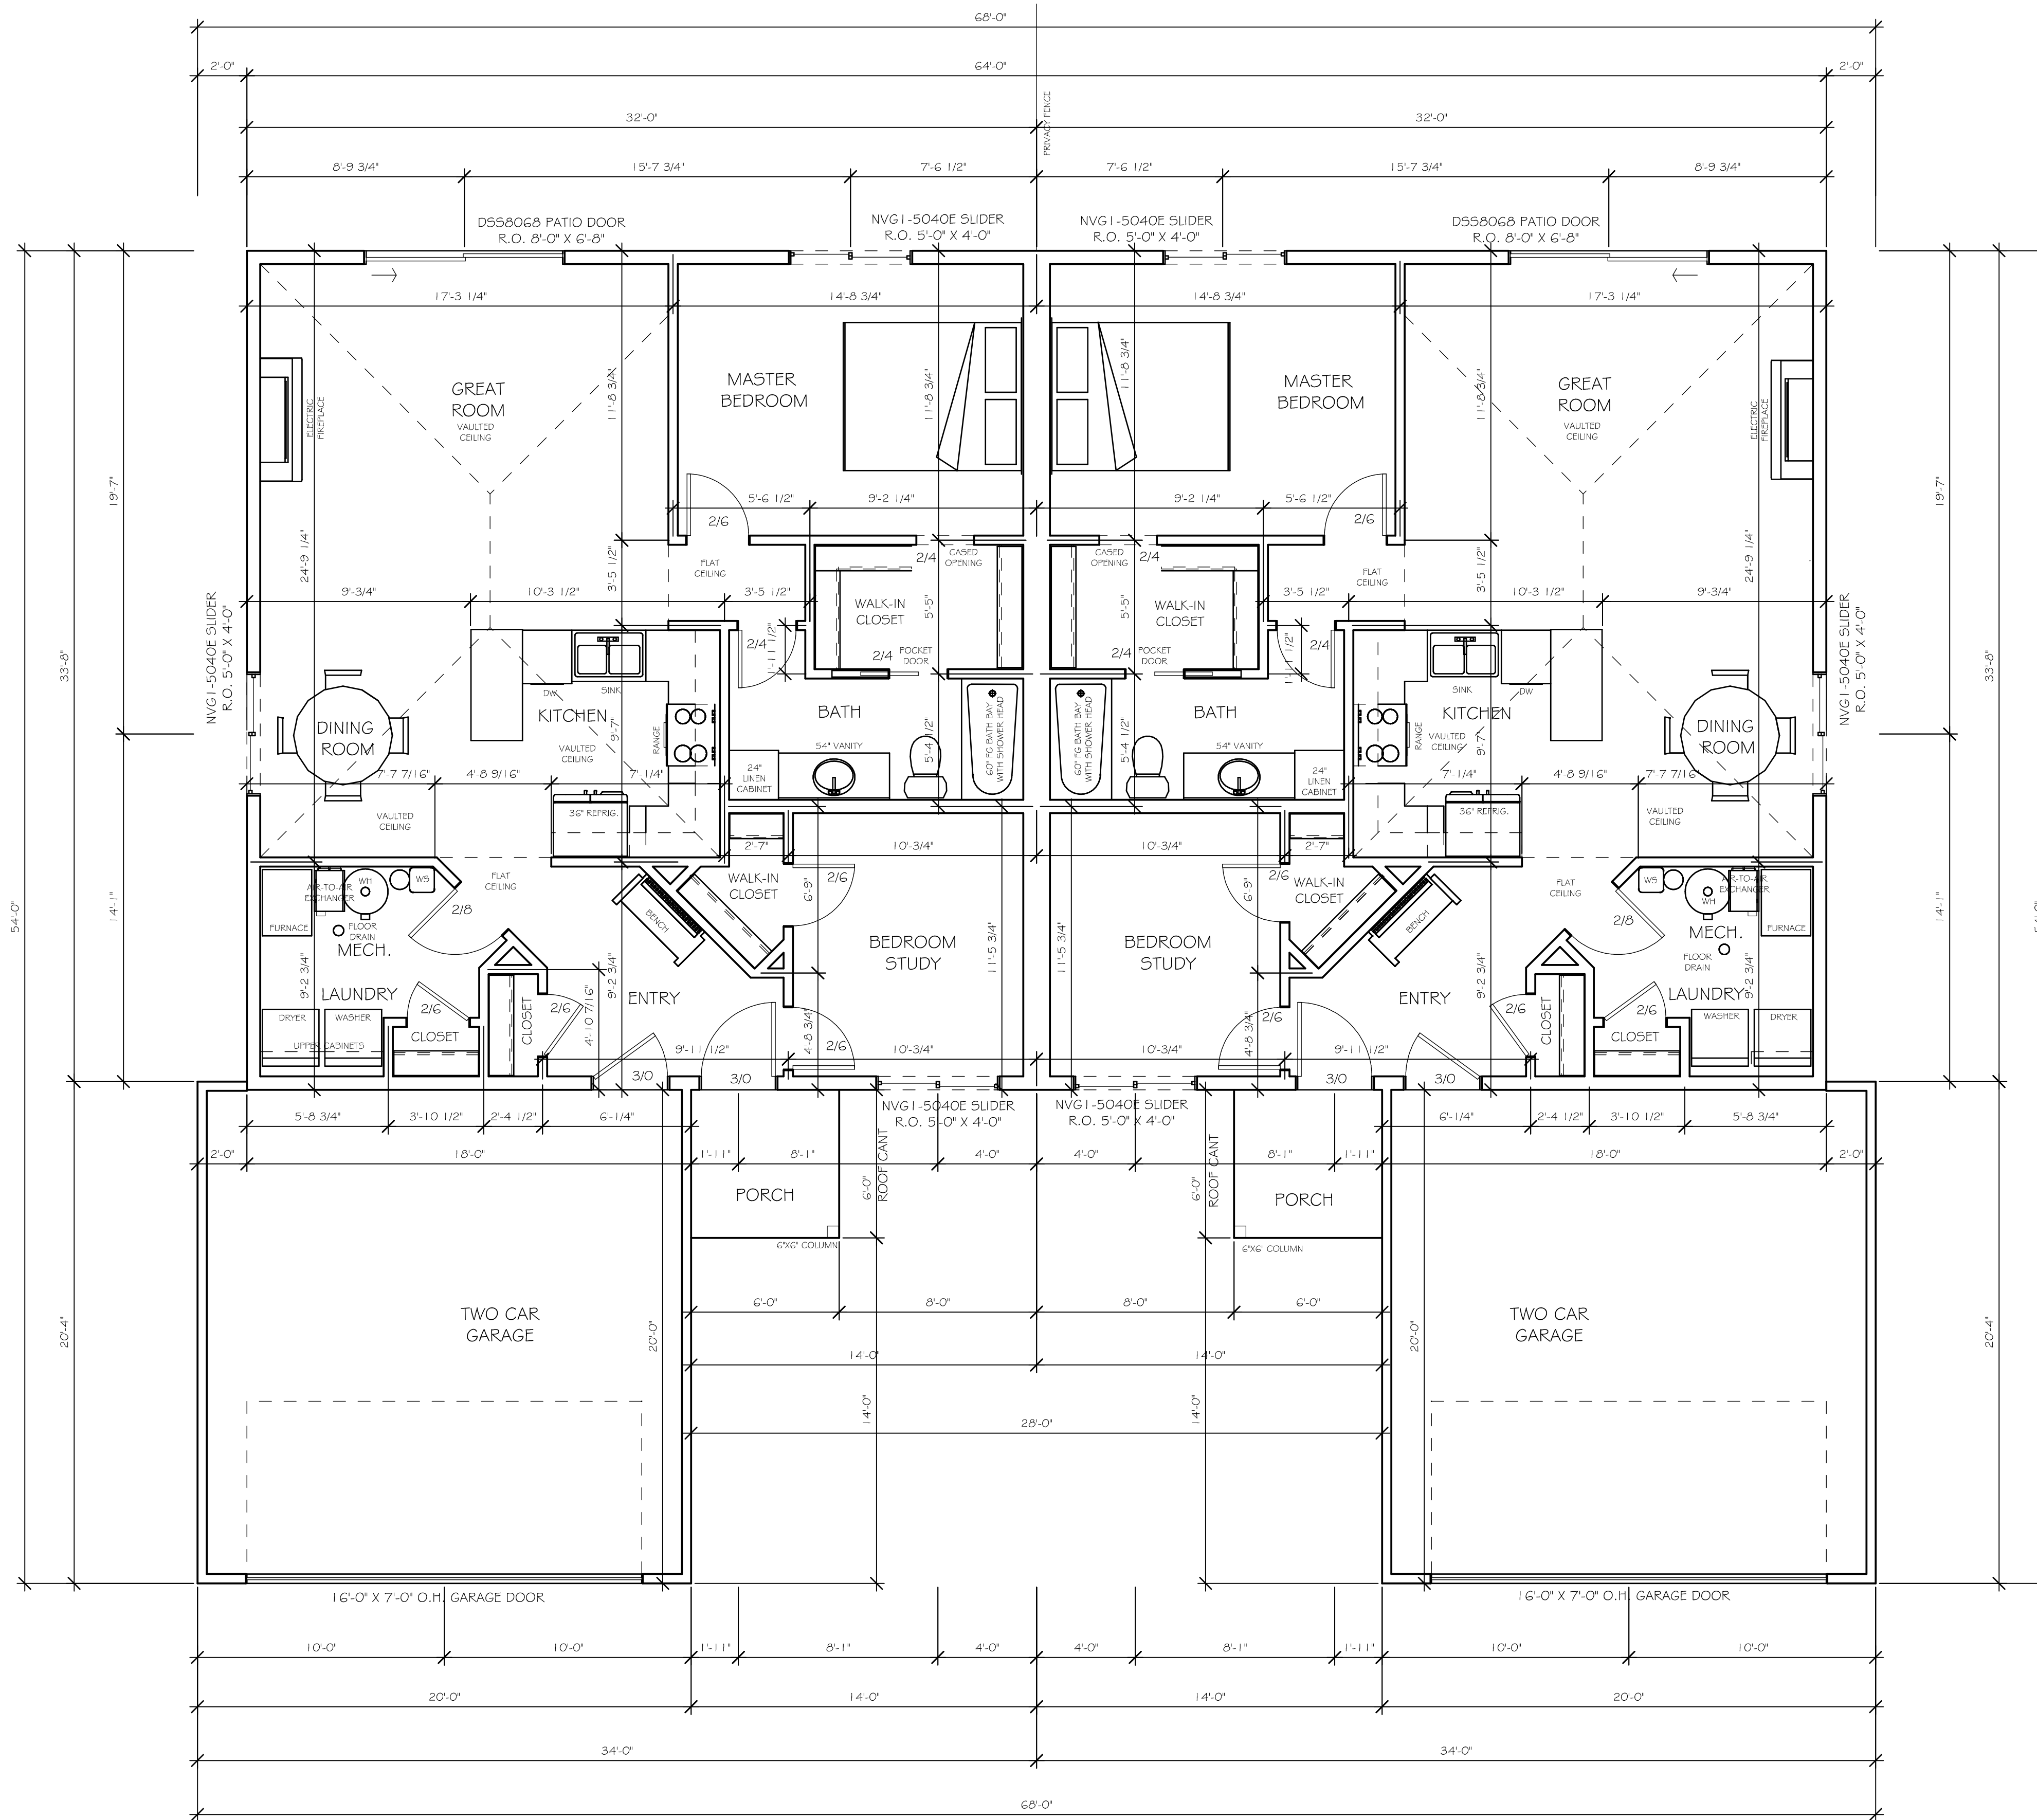 68'-0"
2'-0" 64'-0" 2'-0"
32'-0" 32'-0"
PRIVACY FENCE
8'-9 3/4" 15'-7 3/4" 7'-6 1/2" 7'-6 1/2" 15'-7 3/4" 8'-9 3/4"
DSS8068 PATIO DOOR
R.O. 8'-0" X 6'-8"
NVG1-5040E SLIDER
R.O. 5'-0" X 4'-0"
NVG1-5040E SLIDER
R.O. 5'-0" X 4'-0"
DSS8068 PATIO DOOR
R.O. 8'-0" X 6'-8"
17'-3 1/4" 14'-8 3/4" 14'-8 3/4" 17'-3 1/4"
GREAT
ROOM
VAULTED
CEILING
ELECTRIC
FIREPLACE
11'-8 3/4"
MASTER
BEDROOM
11'-8 3/4"
11'-8 3/4"
MASTER
BEDROOM
11'-8 3/4"
GREAT
ROOM
VAULTED
CEILING
ELECTRIC
FIREPLACE
19'-7"
19'-7"
5'-6 1/2" 9'-2 1/4" 9'-2 1/4" 5'-6 1/2"
2/6
2/6
24'-9 1/4"
3'-5 1/2"
FLAT
CEILING
2/4
CASED
OPENING
CASED
OPENING
2/4
FLAT
CEILING
3'-5 1/2"
24'-9 1/4"
9'-3/4" 10'-3 1/2" 3'-5 1/2" 3'-5 1/2" 10'-3 1/2" 9'-3/4"
WALK-IN
CLOSET
5'-5"
5'-5"
WALK-IN
CLOSET
NVG1-5040E SLIDER
R.O. 5'-0" X 4'-0"
NVG1-5040E SLIDER
R.O. 5'-0" X 4'-0"
33'-8"
33'-8"
2/4
1'-11 1/2"
2/4
POCKET
DOOR
2/4
POCKET
DOOR
1'-11 1/2"
2/4
DW
SINK
SINK
DW
DINING
ROOM
KITCHEN
VAULTED
CEILING
9'-7"
RANGE
BATH
54" VANITY
5'-4 1/2"
60" FG BATH BAY
WITH SHOWER HEAD
60" FG BATH BAY
WITH SHOWER HEAD
5'-4 1/2"
BATH
54" VANITY
RANGE
KITCHEN
VAULTED
CEILING
9'-7"
DINING
ROOM
7'-7 7/16" 4'-8 9/16" 7'-1/4"
24"
LINEN
CABINET
24"
LINEN
CABINET
7'-1/4" 4'-8 9/16" 7'-7 7/16"
VAULTED
CEILING
36" REFRIG.
36" REFRIG.
VAULTED
CEILING
2'-7" 10'-3/4" 10'-3/4" 2'-7"
54'-0"
14'-1"
AIR-TO-AIR
EXCHANGER
WH
WS
FLAT
CEILING
2/8
FURNACE
FLOOR
DRAIN
MECH.
BENCH
WALK-IN
CLOSET
6'-9"
2/6
2/6
6'-9"
WALK-IN
CLOSET
BENCH
FLAT
CEILING
2/8
WS
WH
AIR-TO-AIR
EXCHANGER
FURNACE
MECH.
FLOOR
DRAIN
14'-1"
BEDROOM
STUDY
11'-5 3/4"
11'-5 3/4"
BEDROOM
STUDY
9'-2 3/4"
LAUNDRY
DRYER
WASHER
UPPER CABINETS
2/6
CLOSET
CLOSET
2/6
4'-10 7/16"
9'-2 3/4"
ENTRY
4'-8 3/4"
2/6
4'-8 3/4"
2/6
ENTRY
9'-2 3/4"
2/6
CLOSET
2/6
CLOSET
LAUNDRY
9'-2 3/4"
WASHER
DRYER
9'-11 1/2" 10'-3/4" 10'-3/4" 9'-11 1/2"
3/0 3/0 3/0 3/0
NVG1-5040E SLIDER
R.O. 5'-0" X 4'-0"
NVG1-5040E SLIDER
R.O. 5'-0" X 4'-0"
5'-8 3/4" 3'-10 1/2" 2'-4 1/2" 6'-1/4" 6'-1/4" 2'-4 1/2" 3'-10 1/2" 5'-8 3/4"
2'-0" 18'-0" 1'-11" 8'-1" 4'-0" 4'-0" 8'-1" 1'-11" 18'-0" 2'-0"
PORCH
6'-0"
ROOF CANT
6'-0"
ROOF CANT
PORCH
6"X6" COLUMN
6"X6" COLUMN
6'-0" 8'-0" 8'-0" 6'-0"
20'-4"
TWO CAR
GARAGE
20'-0"
20'-0"
TWO CAR
GARAGE
20'-4"
14'-0" 14'-0"
14'-0"
14'-0"
28'-0"
16'-0" X 7'-0" O.H. GARAGE DOOR
16'-0" X 7'-0" O.H. GARAGE DOOR
10'-0" 10'-0" 1'-11" 8'-1" 4'-0" 4'-0" 8'-1" 1'-11" 10'-0" 10'-0"
20'-0" 14'-0" 14'-0" 20'-0"
34'-0" 34'-0"
68'-0"